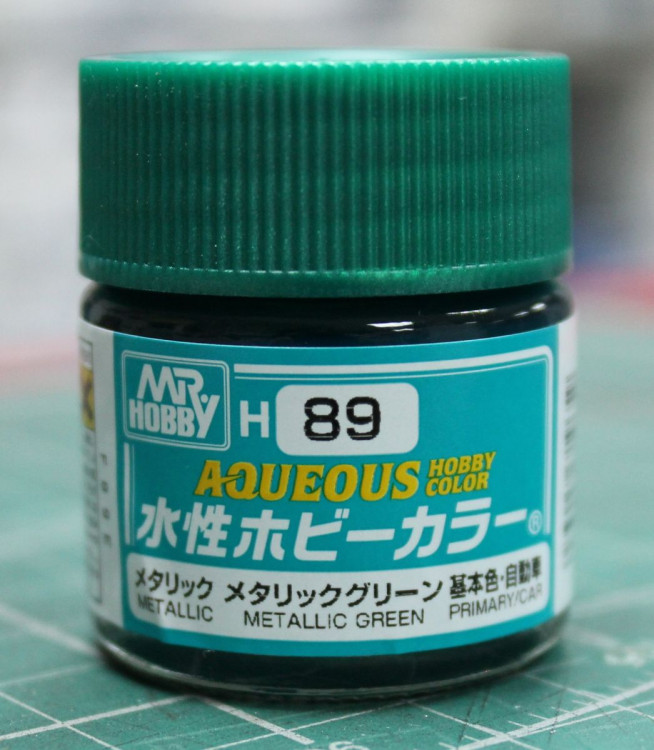 MR.
HOBBY
H 89
AQUEOUS HOBBY COLOR
水性ホビーカラー®
メタリック メタリックグリーン 基本色・自動車
METALLIC METALLIC GREEN PRIMARY/CAR